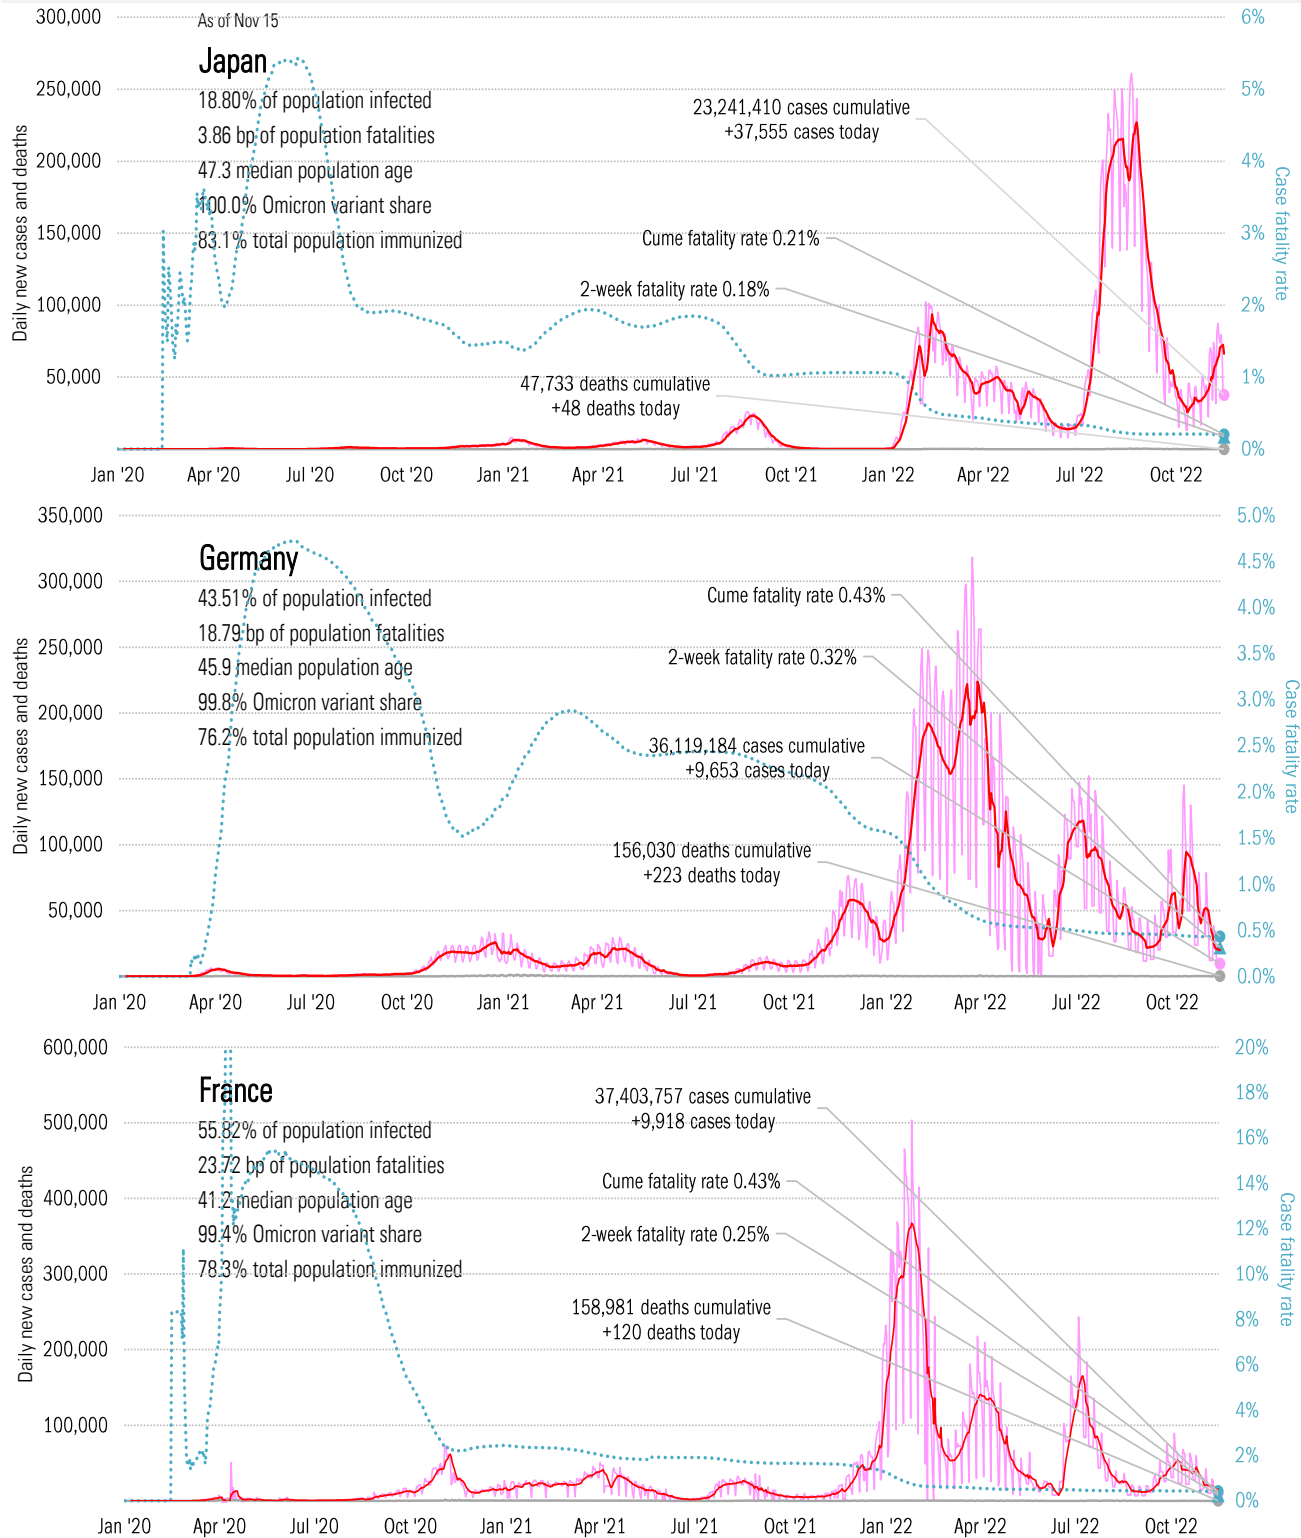 As of Nov 15
Japan
18.80% of population infected
3.86 bp of population fatalities
47.3 median population age
100.0% Omicron variant share
83.1% total population immunized
23,241,410 cases cumulative
+37,555 cases today
Cume fatality rate 0.21%
2-week fatality rate 0.18%
47,733 deaths cumulative
+48 deaths today
Daily new cases and deaths
300,000
250,000
200,000
150,000
100,000
50,000
Case fatality rate
6%
5%
4%
3%
2%
1%
0%
Jan '20 Apr '20 Jul '20 Oct '20 Jan '21 Apr '21 Jul '21 Oct '21 Jan '22 Apr '22 Jul '22 Oct '22
Germany
43.51% of population infected
18.79 bp of population fatalities
45.9 median population age
99.8% Omicron variant share
76.2% total population immunized
Cume fatality rate 0.43%
2-week fatality rate 0.32%
36,119,184 cases cumulative
+9,653 cases today
156,030 deaths cumulative
+223 deaths today
Daily new cases and deaths
350,000
300,000
250,000
200,000
150,000
100,000
50,000
Case fatality rate
5.0%
4.5%
4.0%
3.5%
3.0%
2.5%
2.0%
1.5%
1.0%
0.5%
0.0%
Jan '20 Apr '20 Jul '20 Oct '20 Jan '21 Apr '21 Jul '21 Oct '21 Jan '22 Apr '22 Jul '22 Oct '22
France
55.82% of population infected
23.72 bp of population fatalities
41.2 median population age
99.4% Omicron variant share
78.3% total population immunized
37,403,757 cases cumulative
+9,918 cases today
Cume fatality rate 0.43%
2-week fatality rate 0.25%
158,981 deaths cumulative
+120 deaths today
Daily new cases and deaths
600,000
500,000
400,000
300,000
200,000
100,000
Case fatality rate
20%
18%
16%
14%
12%
10%
8%
6%
4%
2%
0%
Jan '20 Apr '20 Jul '20 Oct '20 Jan '21 Apr '21 Jul '21 Oct '21 Jan '22 Apr '22 Jul '22 Oct '22